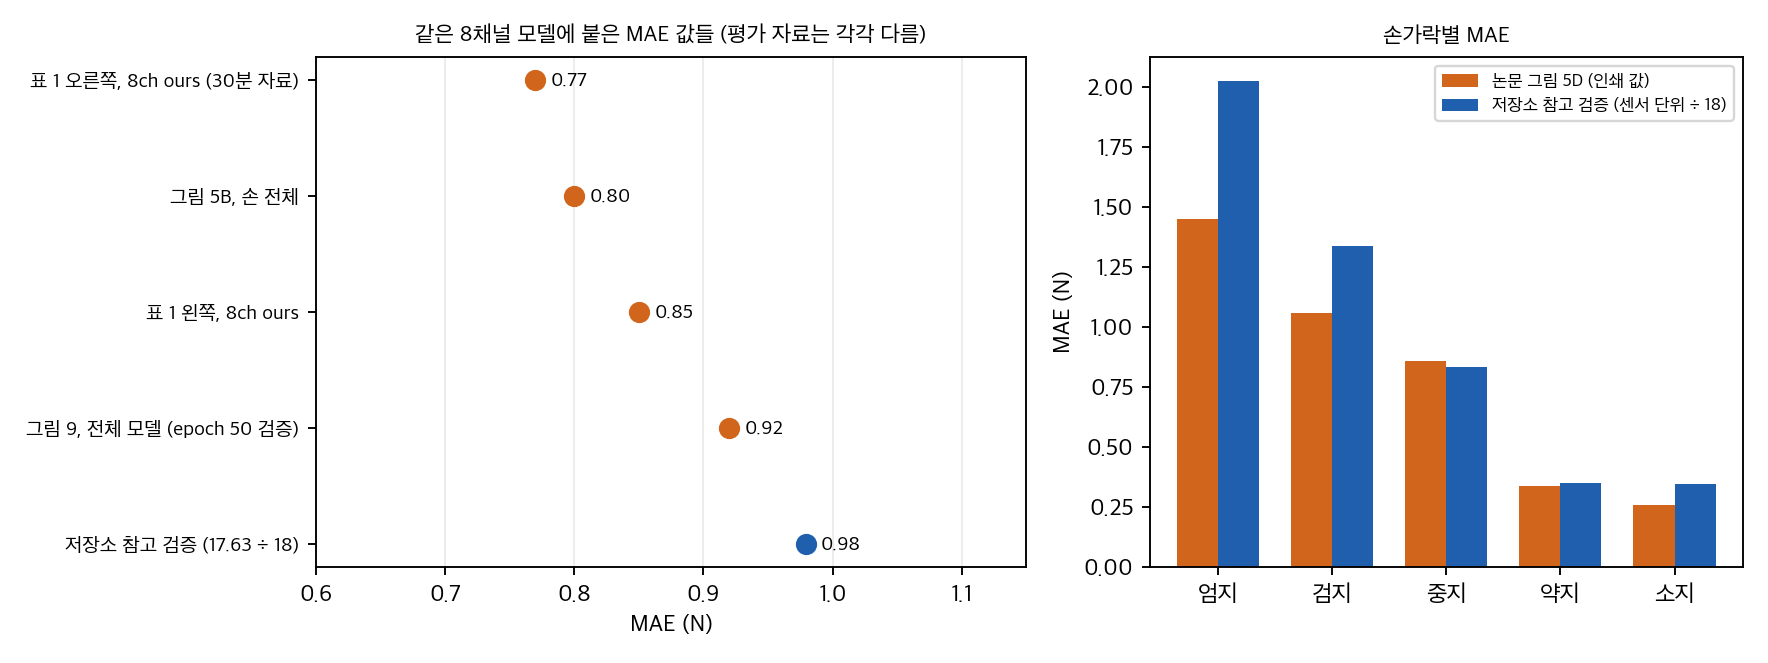 같은 8채널 모델에 붙은 MAE 값들 (평가 자료는 각각 다름)
표 1 오른쪽, 8ch ours (30분 자료)
0.77
그림 5B, 손 전체
0.80
표 1 왼쪽, 8ch ours
0.85
그림 9, 전체 모델 (epoch 50 검증)
0.92
저장소 참고 검증 (17.63 ÷ 18)
0.98
0.6 0.7 0.8 0.9 1.0 1.1
MAE (N)
손가락별 MAE
논문 그림 5D (인쇄 값)
저장소 참고 검증 (센서 단위 ÷ 18)
MAE (N)
2.00
1.75
1.50
1.25
1.00
0.75
0.50
0.25
0.00
엄지 검지 중지 약지 소지